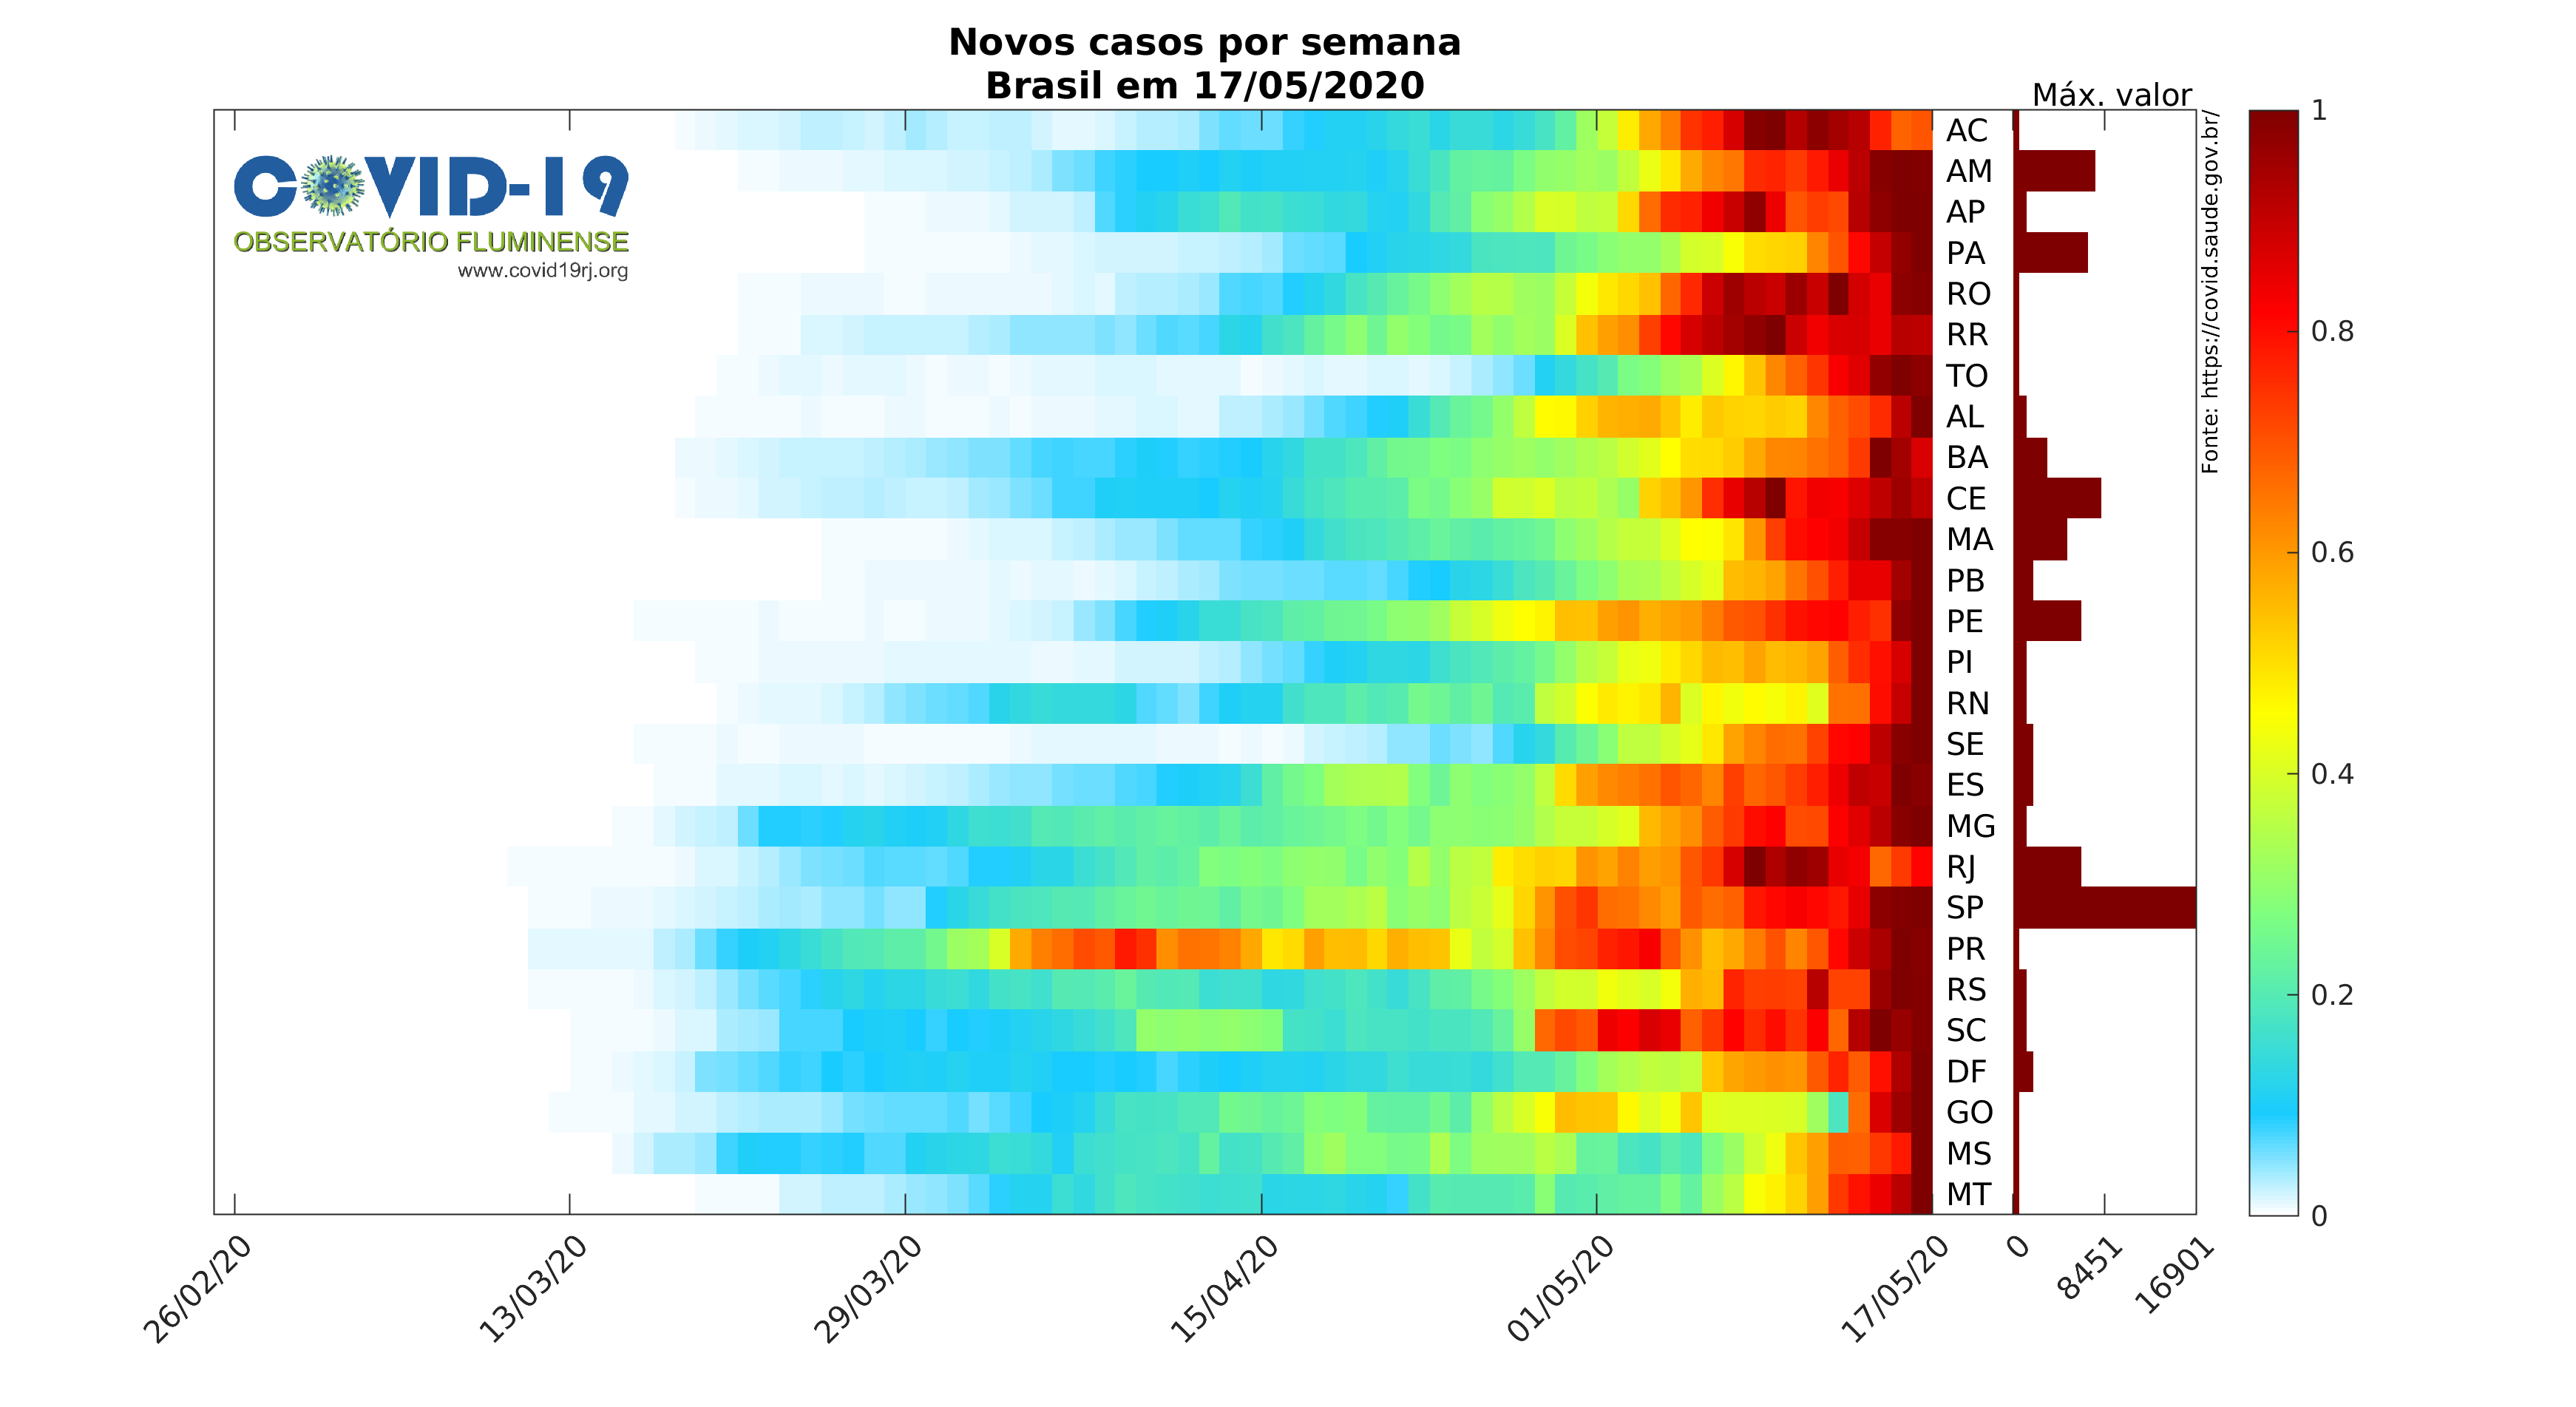 Novos casos por semana
Brasil em 17/05/2020
Máx. valor
COVID-19
OBSERVATÓRIO FLUMINENSE
www.covid19rj.org
AC
AM
AP
PA
RO
RR
TO
AL
BA
CE
MA
PB
PE
PI
RN
SE
ES
MG
RJ
SP
PR
RS
SC
DF
GO
MS
MT
Fonte: https://covid.saude.gov.br/
1
0.8
0.6
0.4
0.2
0
26/02/20 13/03/20 29/03/20 15/04/20 01/05/20 17/05/20 0 8451 16901